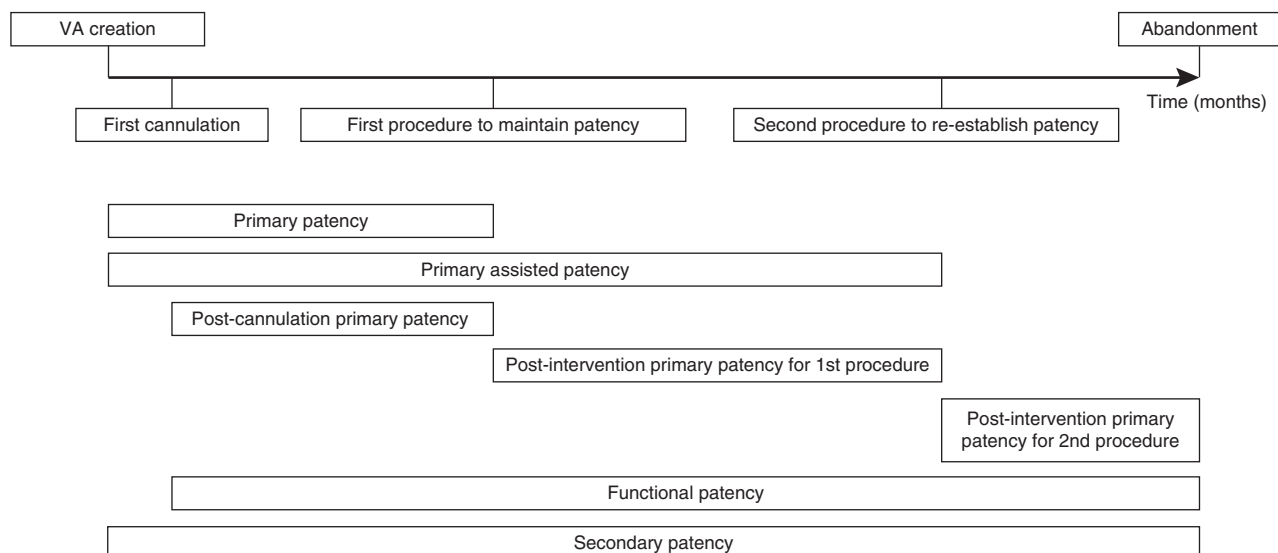 VA creation
Abandonment
Time (months)
First cannulation
First procedure to maintain patency
Second procedure to re-establish patency
Primary patency
Primary assisted patency
Post-cannulation primary patency
Post-intervention primary patency for 1st procedure
Post-intervention primary
patency for 2nd procedure
Functional patency
Secondary patency